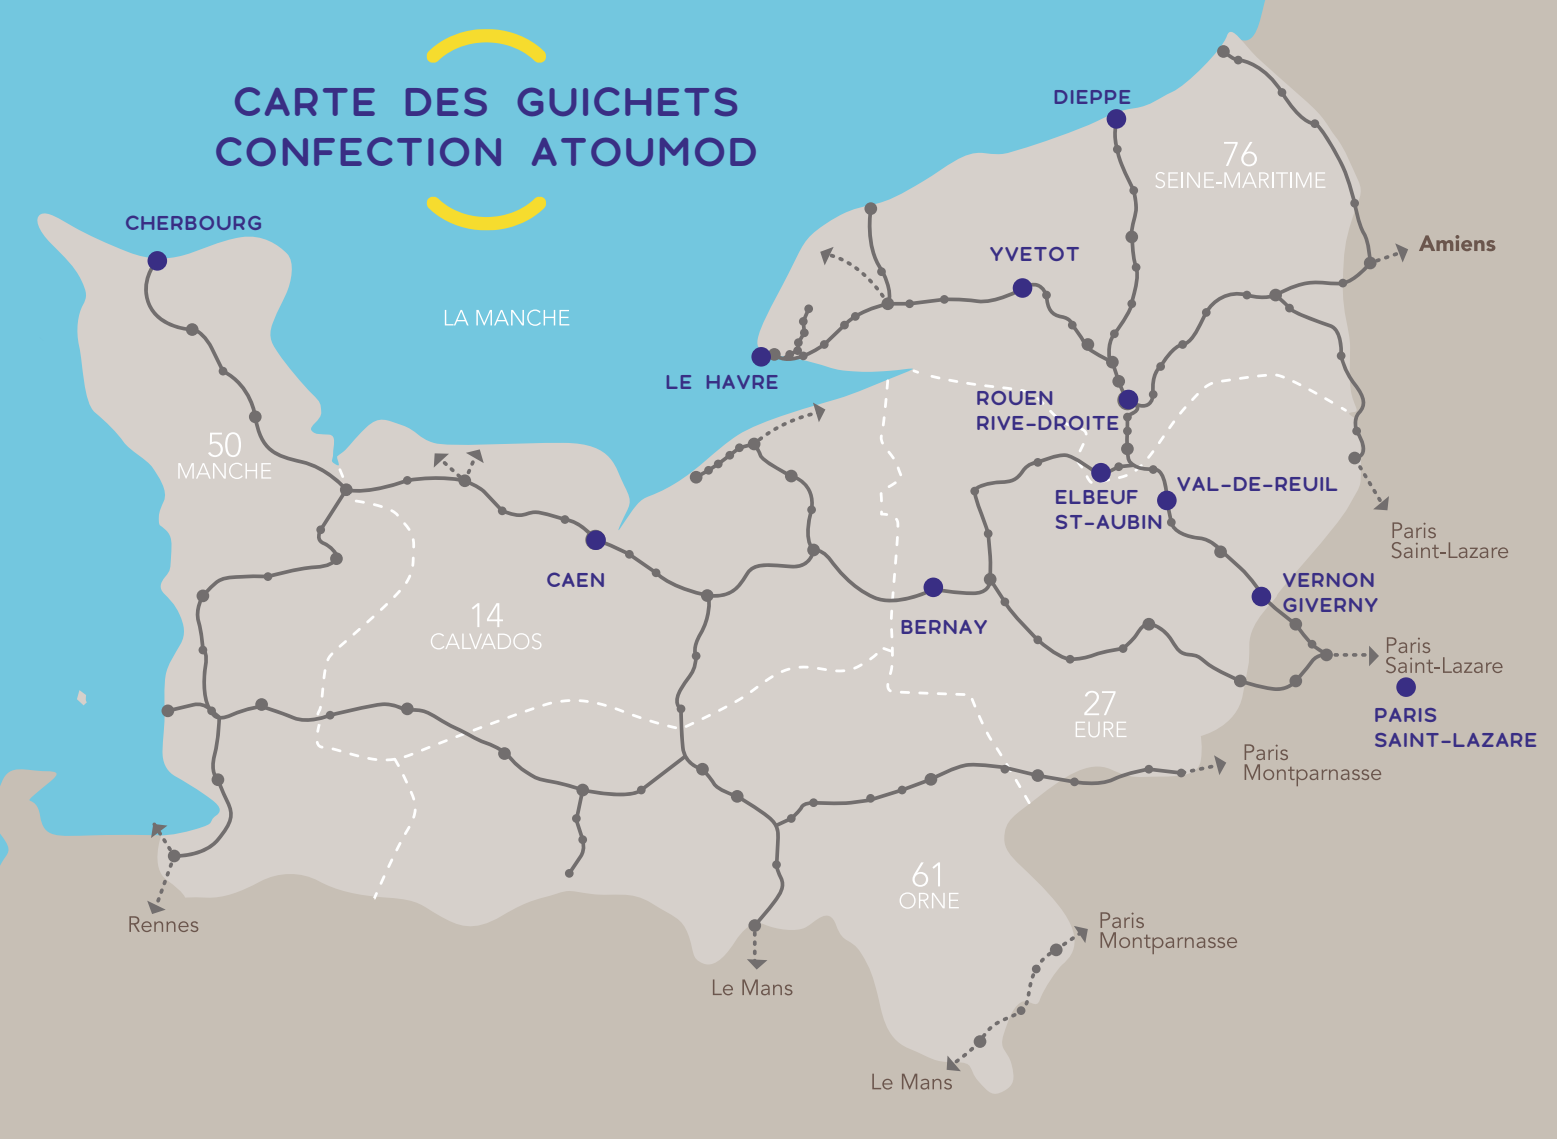 CARTE DES GUICHETS
CONFECTION ATOUMOD
DIEPPE
76
SEINE-MARITIME
CHERBOURG
Amiens
YVETOT
LA MANCHE
LE HAVRE
ROUEN
RIVE-DROITE
50
MANCHE
VAL-DE-REUIL
ELBEUF
ST-AUBIN
Paris
Saint-Lazare
CAEN
VERNON
GIVERNY
14
CALVADOS
BERNAY
Paris
Saint-Lazare
27
EURE
PARIS
SAINT-LAZARE
Paris
Montparnasse
61
ORNE
Rennes
Paris
Montparnasse
Le Mans
Le Mans